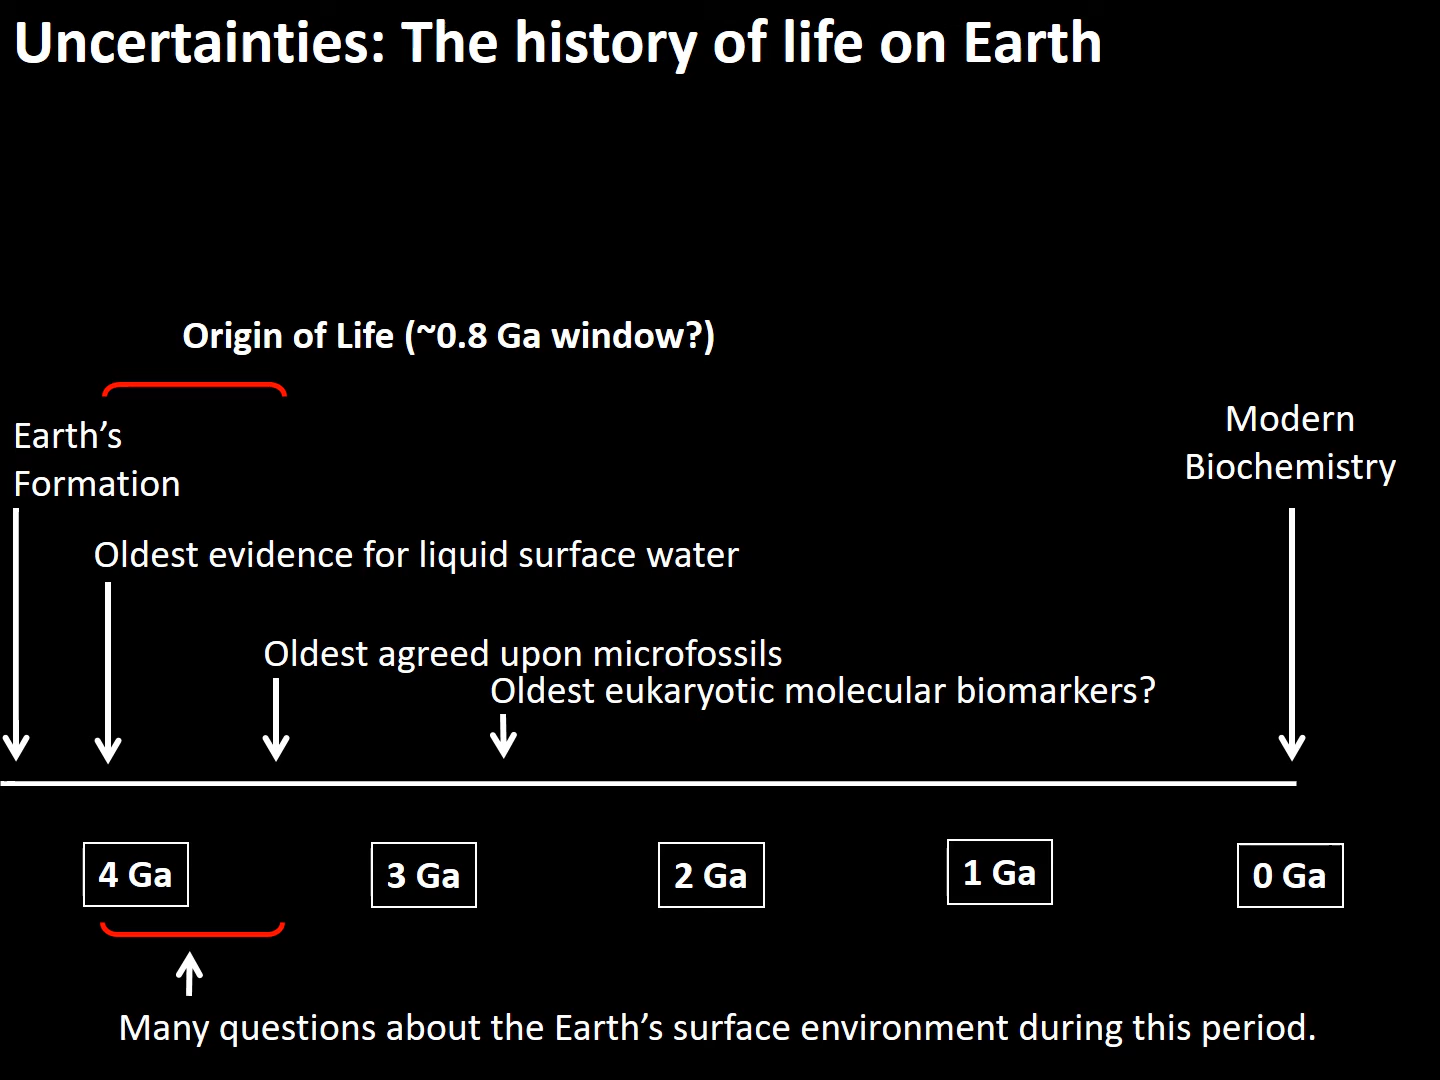 Uncertainties: The history of life on Earth
Origin of Life (~0.8 Ga window?)
Earth’s
Formation
Modern
Biochemistry
Oldest evidence for liquid surface water
Oldest agreed upon microfossils
Oldest eukaryotic molecular biomarkers?
4 Ga
3 Ga
2 Ga
1 Ga
0 Ga
Many questions about the Earth’s surface environment during this period.